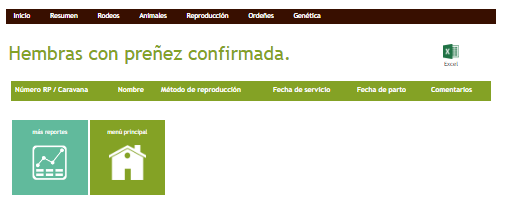 Inicio Resumen Rodeos Animales Reproducción Ordeñes Genética
Hembras con preñez confirmada.
Excel
Número RP / Caravana Nombre Método de reproducción Fecha de servicio Fecha de parto Comentarios
más reportes menú principal